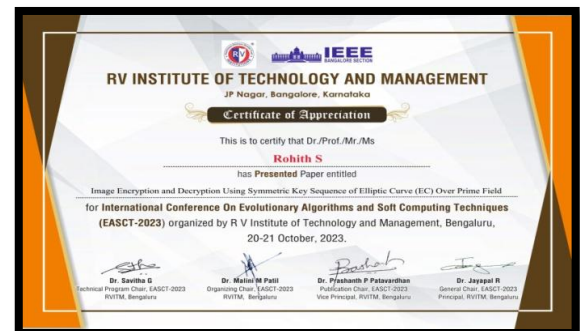 RV
IEEE
BANGALORE SECTION
RV INSTITUTE OF TECHNOLOGY AND MANAGEMENT
JP Nagar, Bangalore, Karnataka
Certificate of Appreciation
This is to certify that Dr./Prof./Mr./Ms
Rohith S
has Presented Paper entitled
Image Encryption and Decryption Using Symmetric Key Sequence of Elliptic Curve (EC) Over Prime Field
for International Conference On Evolutionary Algorithms and Soft Computing Techniques
(EASCT-2023) organized by R V Institute of Technology and Management, Bengaluru,
20-21 October, 2023.
Dr. Savitha G
Technical Program Chair, EASCT-2023
RVITM, Bengaluru
Dr. Malini M Patil
Organizing Chair, EASCT-2023
RVITM, Bengaluru
Dr. Prashanth P Patavardhan
Publication Chair, EASCT-2023
Vice Principal, RVITM, Bengaluru
Dr. Jayapal R
General Chair, EASCT-2023
Principal, RVITM, Bengaluru